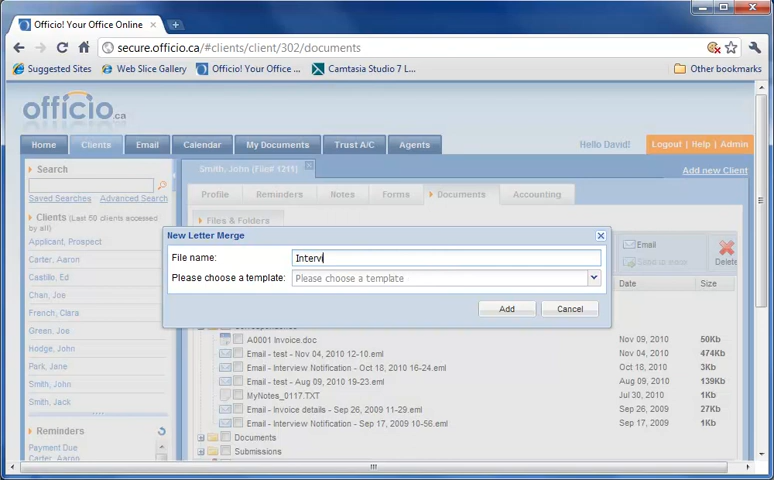 Officio! Your Office Online
secure.officio.ca/#clients/client/302/documents
Suggested Sites Web Slice Gallery Officio! Your Office ... Camtasia Studio 7 L... Other bookmarks
officio.ca
Home Clients Email Calendar My Documents Trust A/C Agents Hello David! Logout | Help | Admin
Search
Saved Searches Advanced Search
Clients (Last 50 clients accessed
by all)
Applicant, Prospect
Carter, Aaron
Castillo, Ed
Chan, Joe
French, Ciara
Green, Joe
Hodge, John
Park, Jane
Smith, John
Smith, Jack
Reminders
Payment Due
Carter, Aaron
Smith, John (File# 1211)
Add new Client
Profile Reminders Notes Forms Documents Accounting
Files & Folders
New Letter Merge
File name: Intervi
Please choose a template: Please choose a template
Add Cancel
Email
Delete
Date Size
A0001 Invoice.doc Nov 09, 2010 50Kb
Email - test - Nov 04, 2010 12-10.eml Nov 04, 2010 474Kb
Email - Interview Notification - Oct 18, 2010 16-24.eml Oct 18, 2010 3Kb
Email - test - Aug 09, 2010 19-23.eml Aug 09, 2010 139Kb
MyNotes_0117.TXT Jul 30, 2010 1Kb
Email - Invoice details - Sep 26, 2009 11-29.eml Sep 26, 2009 27Kb
Email - Interview Notification - Sep 17, 2009 10-56.eml Sep 17, 2009 1Kb
Documents
Submissions